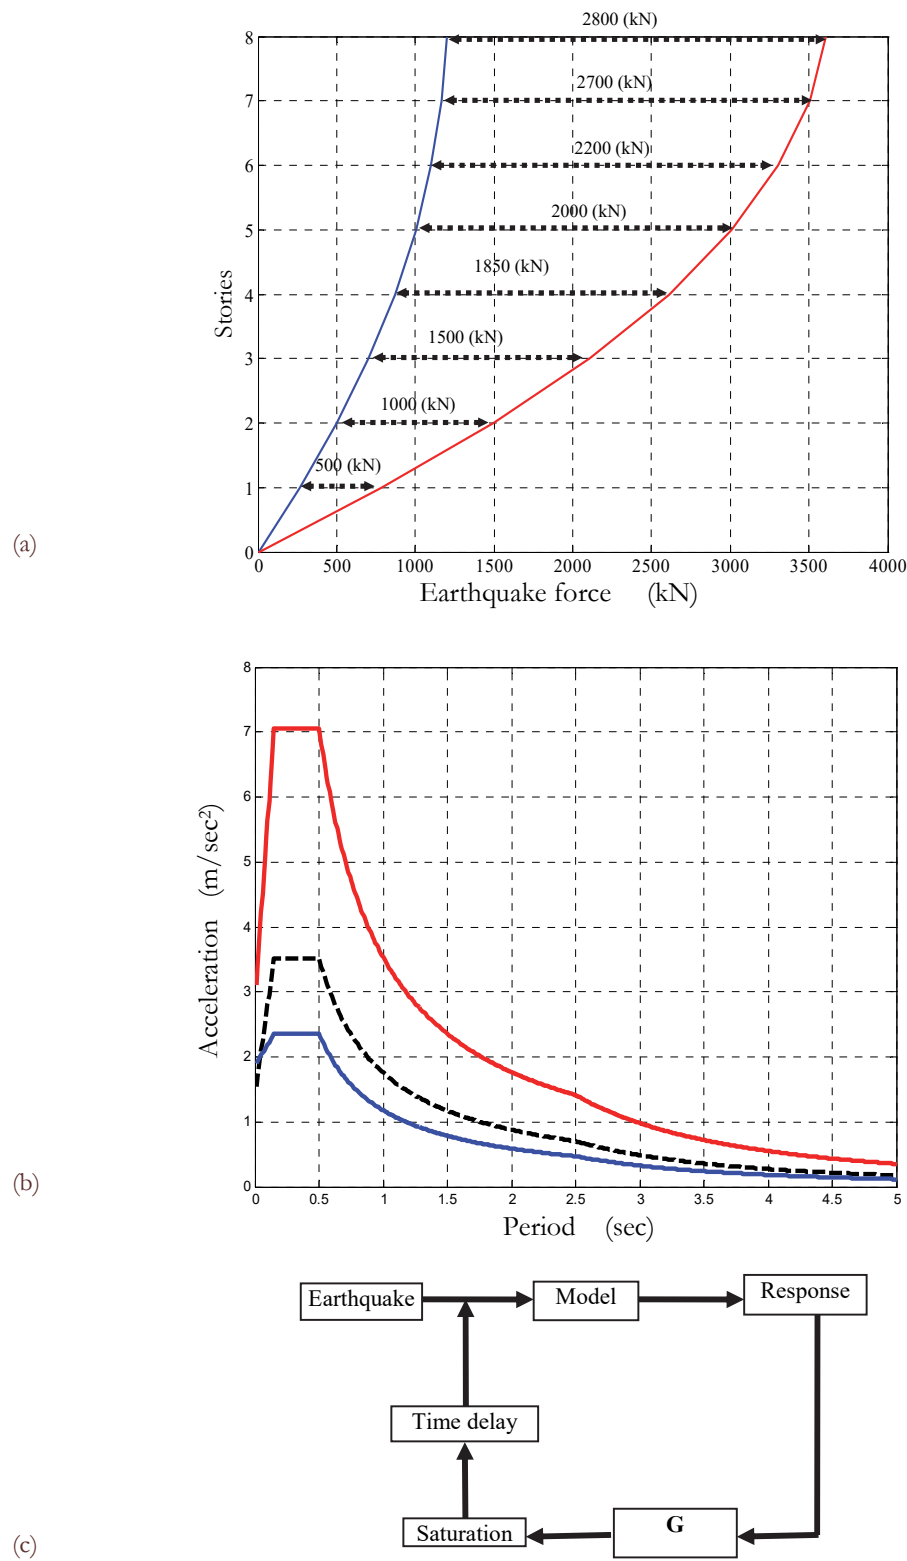 2800 (kN)
8
2700 (kN)
7
2200 (kN)
6
2000 (kN)
5
1850 (kN)
4
1500 (kN)
3
1000 (kN)
2
500 (kN)
1
0
Stories
(a)
0 500 1000 1500 2000 2500 3000 3500 4000
Earthquake force (kN)
8
7
6
5
4
3
2
1
0
Acceleration (m/sec²)
(b)
0 0.5 1 1.5 2 2.5 3 3.5 4 4.5 5
Period (sec)
Earthquake Model Response
Time delay
Saturation G
(c)